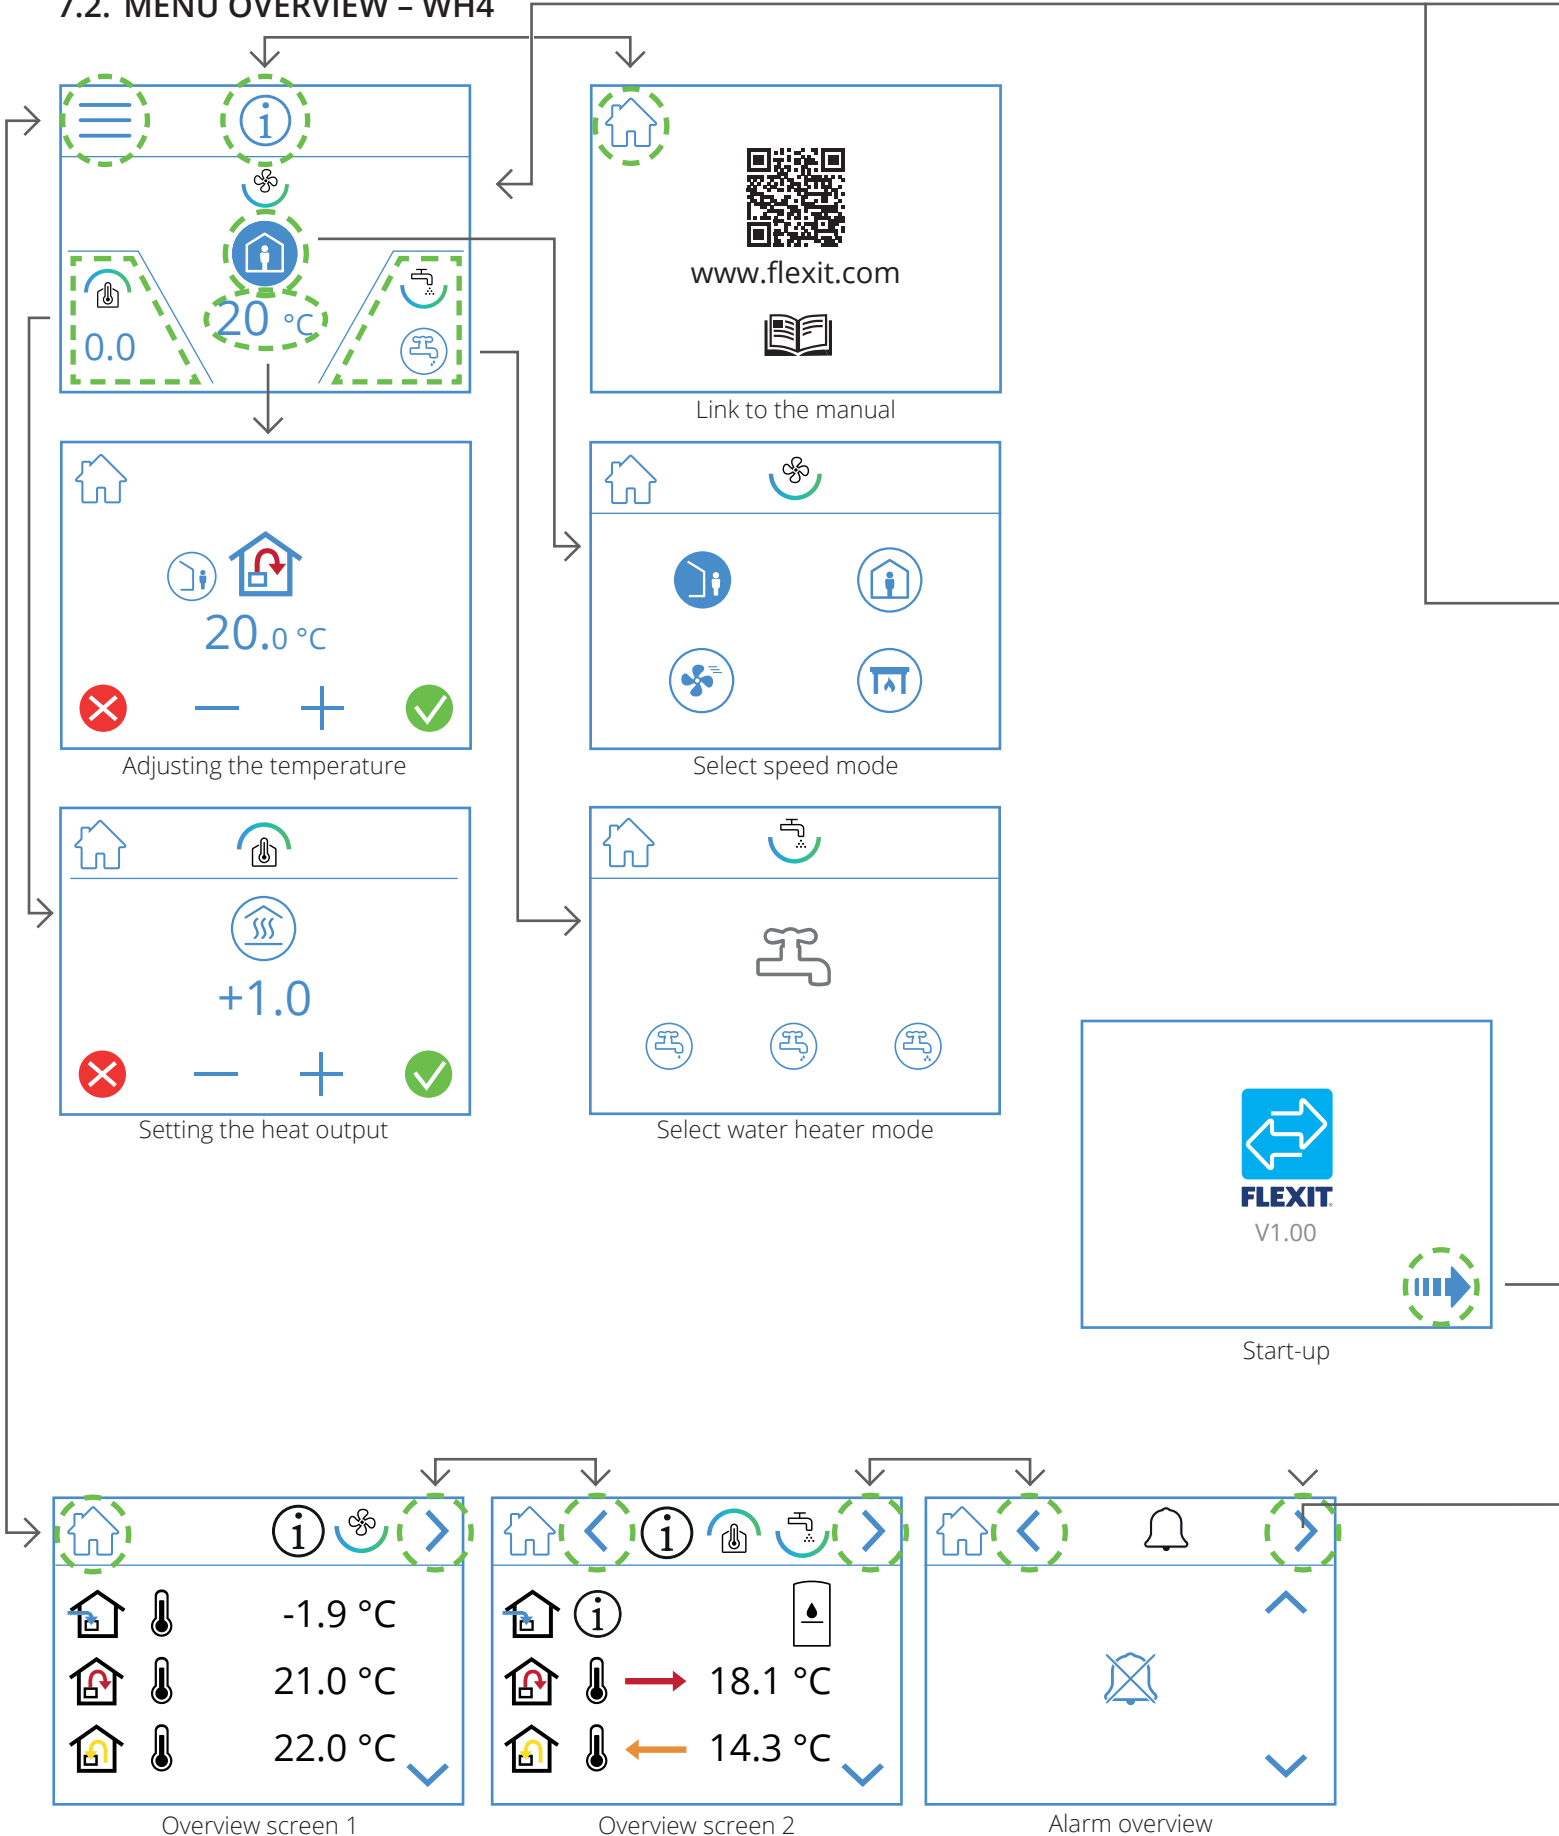 7.2. MENU OVERVIEW – WH4
i
0.0
20 °C
www.flexit.com
Link to the manual
20.0 °C
Adjusting the temperature
Select speed mode
+1.0
Setting the heat output
Select water heater mode
FLEXIT
V1.00
Start-up
i
-1.9 °C
21.0 °C
22.0 °C
Overview screen 1
i
i
18.1 °C
14.3 °C
Overview screen 2
Alarm overview